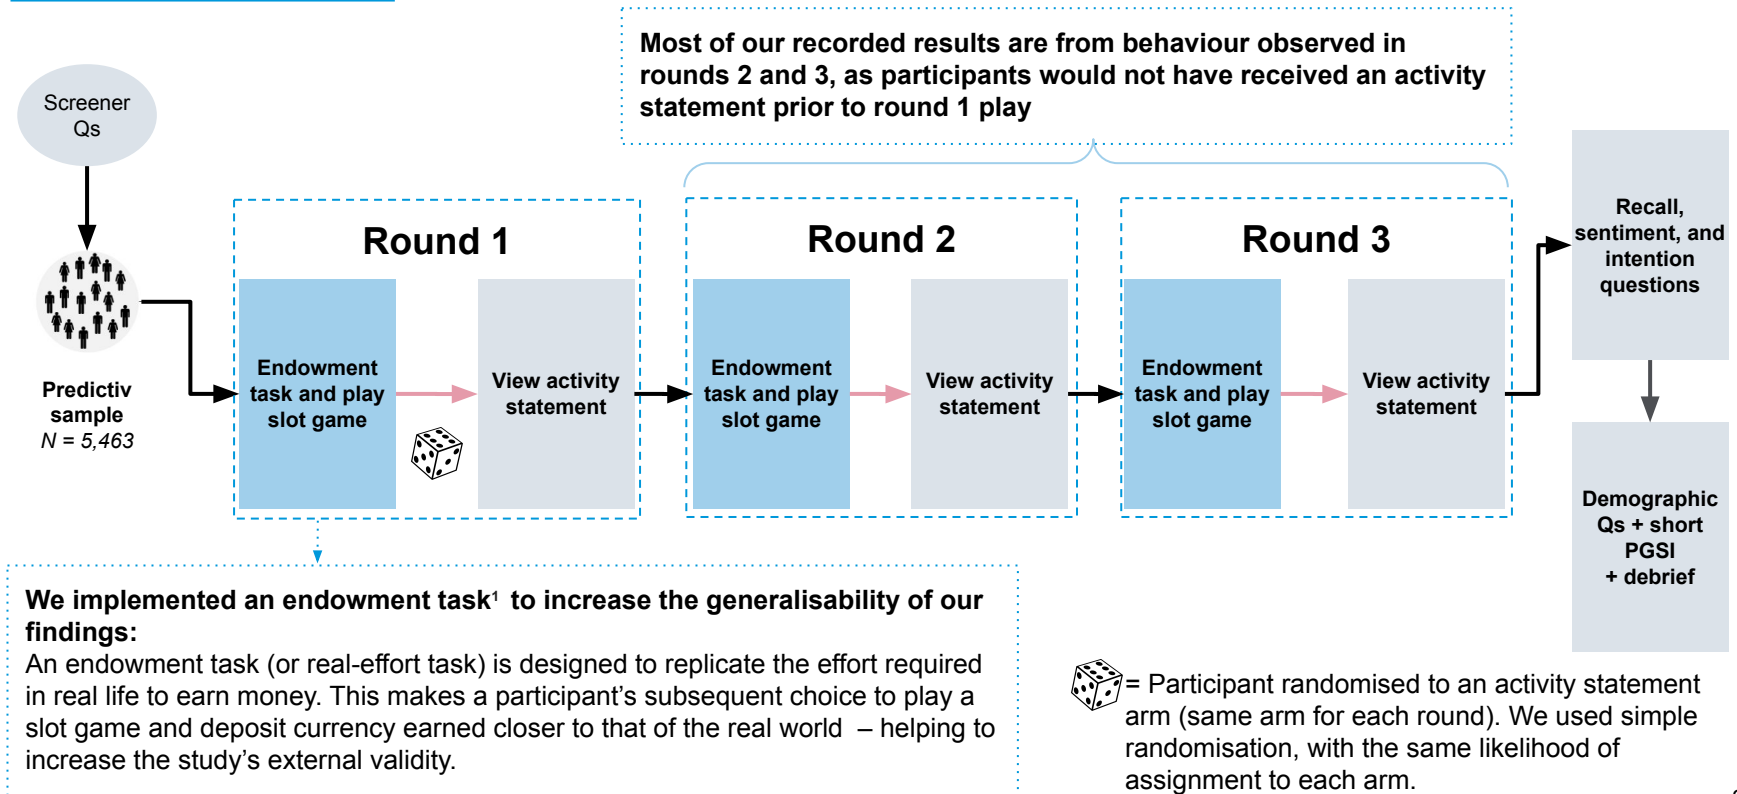 Most of our recorded results are from behaviour observed in
rounds 2 and 3, as participants would not have received an activity
statement prior to round 1 play
Screener
Qs
Predictiv
sample
N = 5,463
Round 1
Endowment
task and play
slot game
View activity
statement
Round 2
Endowment
task and play
slot game
View activity
statement
Round 3
Endowment
task and play
slot game
View activity
statement
Recall,
sentiment, and
intention
questions
Demographic
Qs + short
PGSI
+ debrief
We implemented an endowment task¹ to increase the generalisability of our
findings:
An endowment task (or real-effort task) is designed to replicate the effort required
in real life to earn money. This makes a participant’s subsequent choice to play a
slot game and deposit currency earned closer to that of the real world – helping to
increase the study’s external validity.
= Participant randomised to an activity statement
arm (same arm for each round). We used simple
randomisation, with the same likelihood of
assignment to each arm.